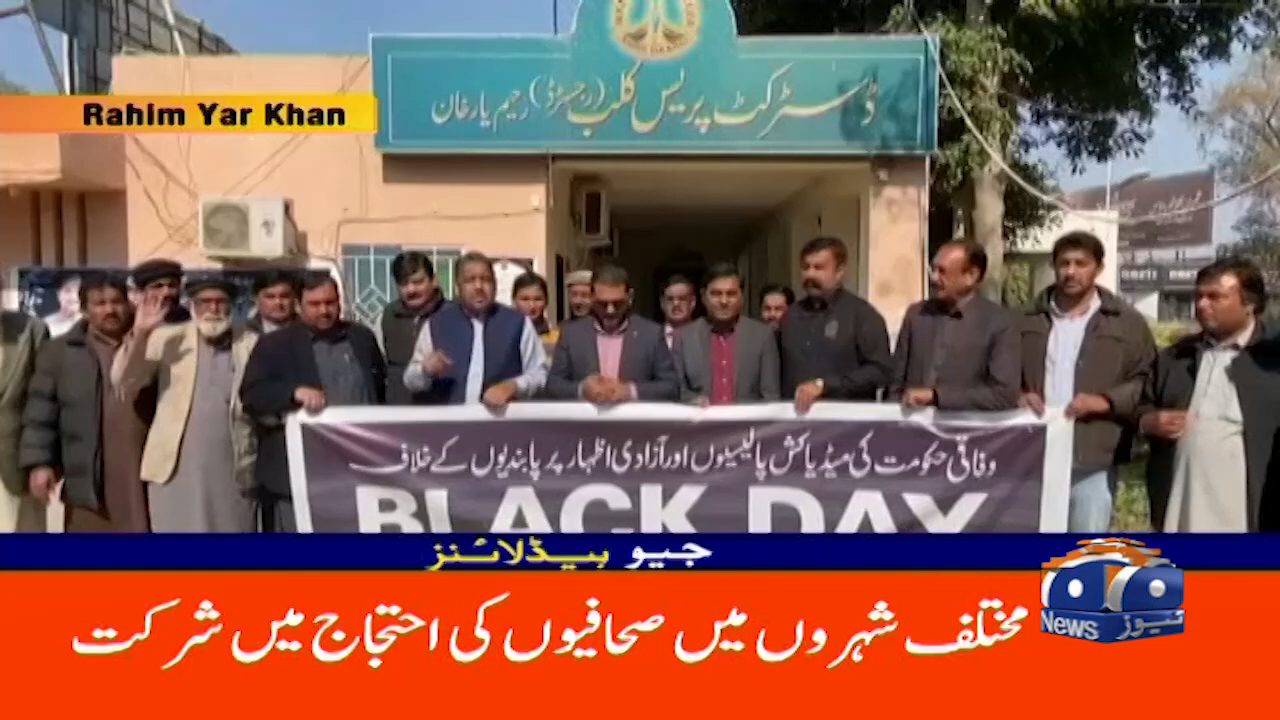 ڈسٹرکٹ پریس کلب (رجسٹرڈ) رحیم یار خان
Rahim Yar Khan
وفاقی حکومت کی میڈیا کش پالیسیوں اور آزادی اظہار پر پابندیوں کے خلاف
BLACK DAY
جیو ہیڈلائنز
مختلف شہروں میں صحافیوں کی احتجاج میں شرکت
News نیوز